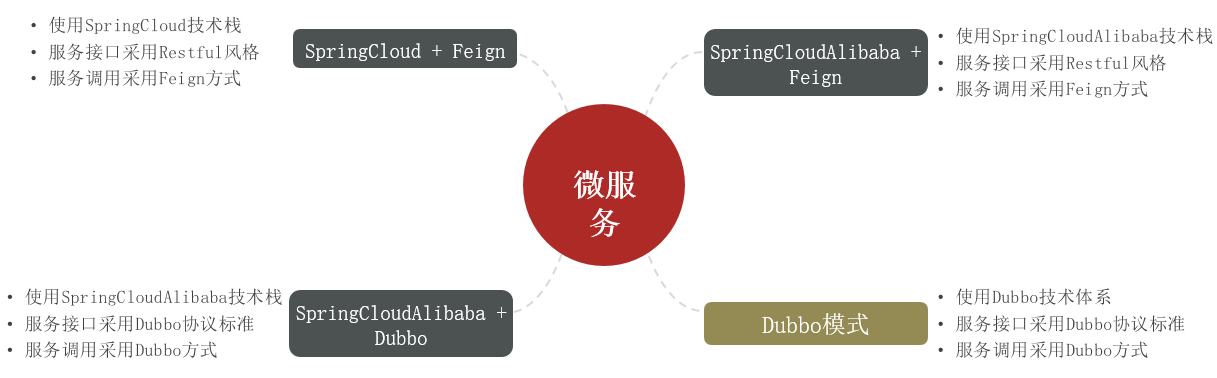 • 使用SpringCloud技术栈
• 服务接口采用Restful风格
• 服务调用采用Feign方式
SpringCloud + Feign
SpringCloudAlibaba +
Feign
• 使用SpringCloudAlibaba技术栈
• 服务接口采用Restful风格
• 服务调用采用Feign方式
微服
务
• 使用SpringCloudAlibaba技术栈
• 服务接口采用Dubbo协议标准
• 服务调用采用Dubbo方式
SpringCloudAlibaba +
Dubbo
Dubbo模式
• 使用Dubbo技术体系
• 服务接口采用Dubbo协议标准
• 服务调用采用Dubbo方式